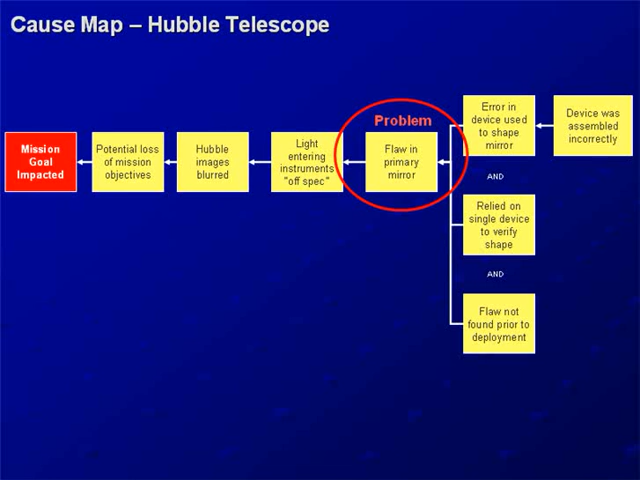 Cause Map – Hubble Telescope
Problem
Mission
Goal
Impacted
Potential loss
of mission
objectives
Hubble
images
blurred
Light
entering
instruments
"off spec"
Flaw in
primary
mirror
Error in
device used
to shape
mirror
Device was
assembled
incorrectly
AND
Relied on
single device
to verify
shape
AND
Flaw not
found prior to
deployment